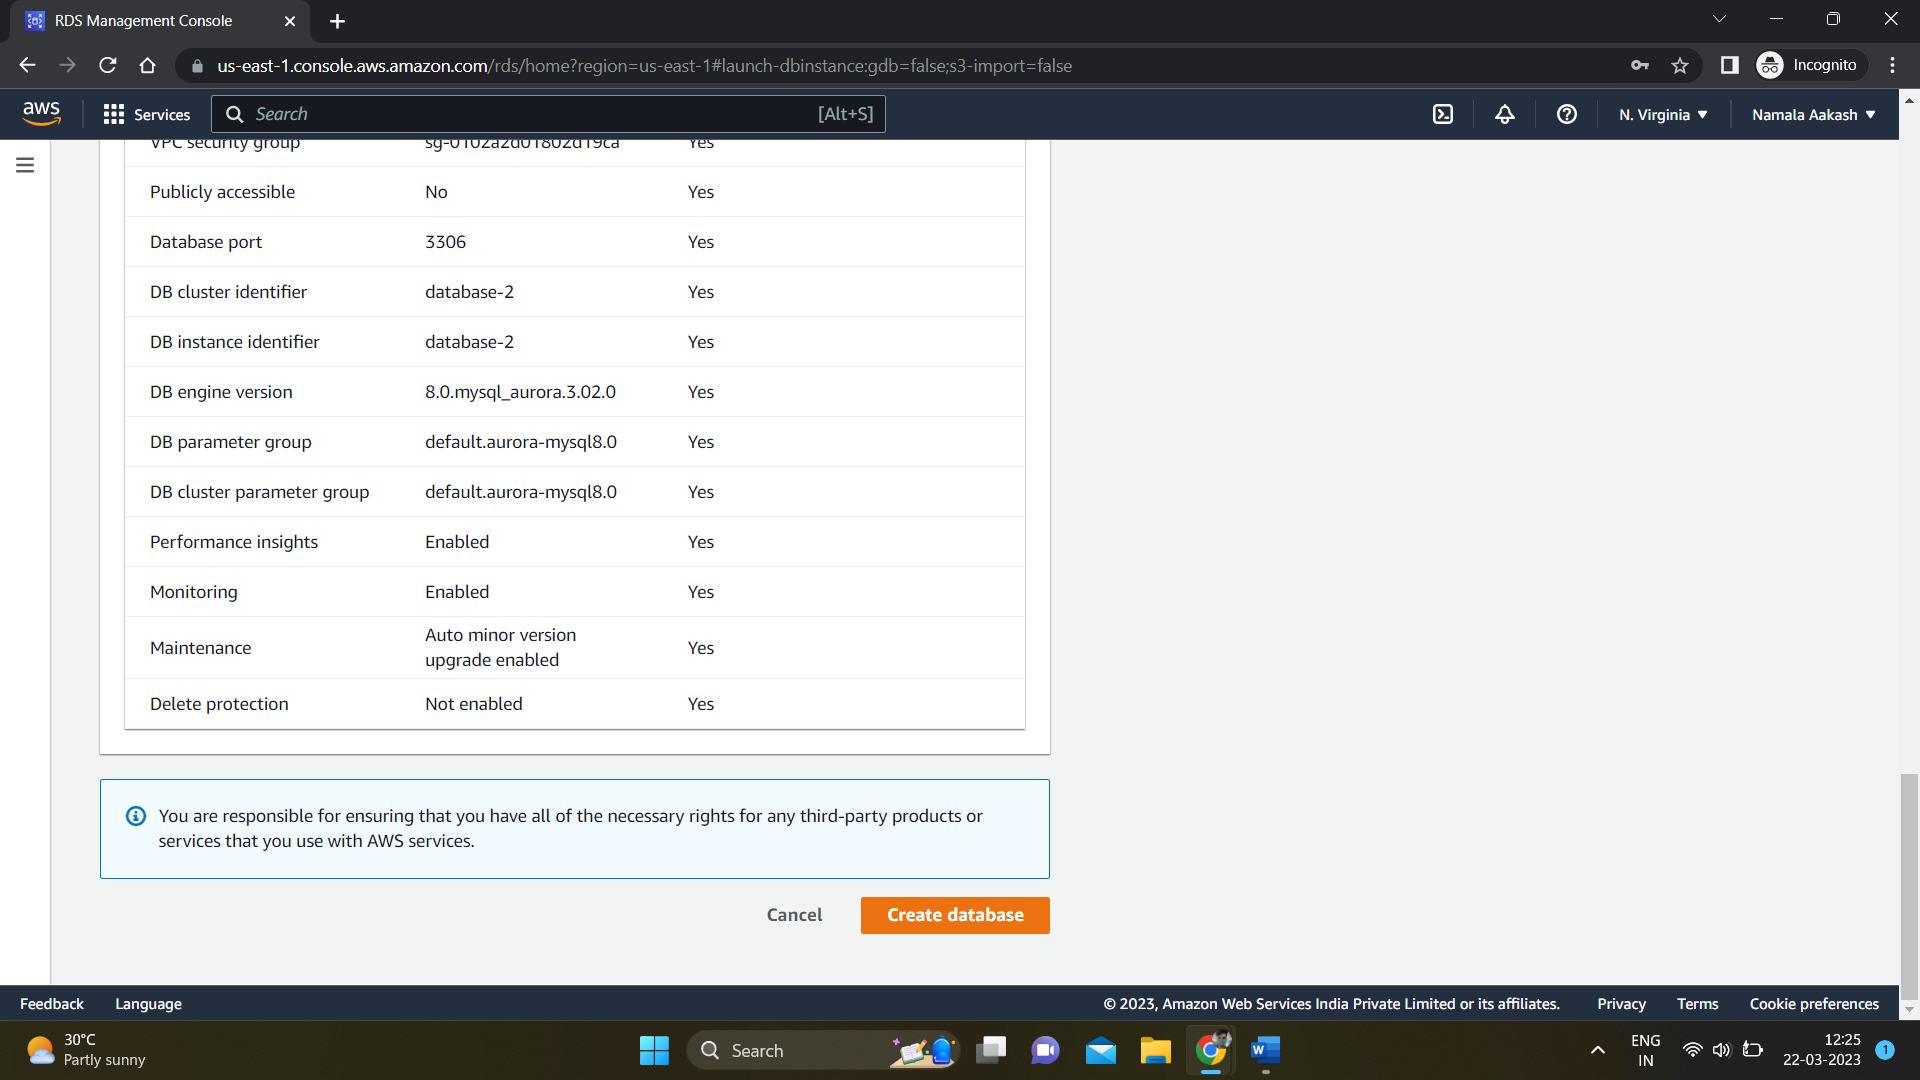 RDS Management Console
us-east-1.console.aws.amazon.com/rds/home?region=us-east-1#launch-dbinstance:gdb=false;s3-import=false
Incognito
aws
Services
Search
[Alt+S]
N. Virginia
Namala Aakash
VPC security group sg-0102a2d01802d19ca Yes
Publicly accessible No Yes
Database port 3306 Yes
DB cluster identifier database-2 Yes
DB instance identifier database-2 Yes
DB engine version 8.0.mysql_aurora.3.02.0 Yes
DB parameter group default.aurora-mysql8.0 Yes
DB cluster parameter group default.aurora-mysql8.0 Yes
Performance insights Enabled Yes
Monitoring Enabled Yes
Maintenance Auto minor version
upgrade enabled Yes
Delete protection Not enabled Yes
You are responsible for ensuring that you have all of the necessary rights for any third-party products or
services that you use with AWS services.
Cancel
Create database
Feedback
Language
© 2023, Amazon Web Services India Private Limited or its affiliates.
Privacy
Terms
Cookie preferences
30°C
Partly sunny
Search
W
ENG
IN
12:25
22-03-2023
1